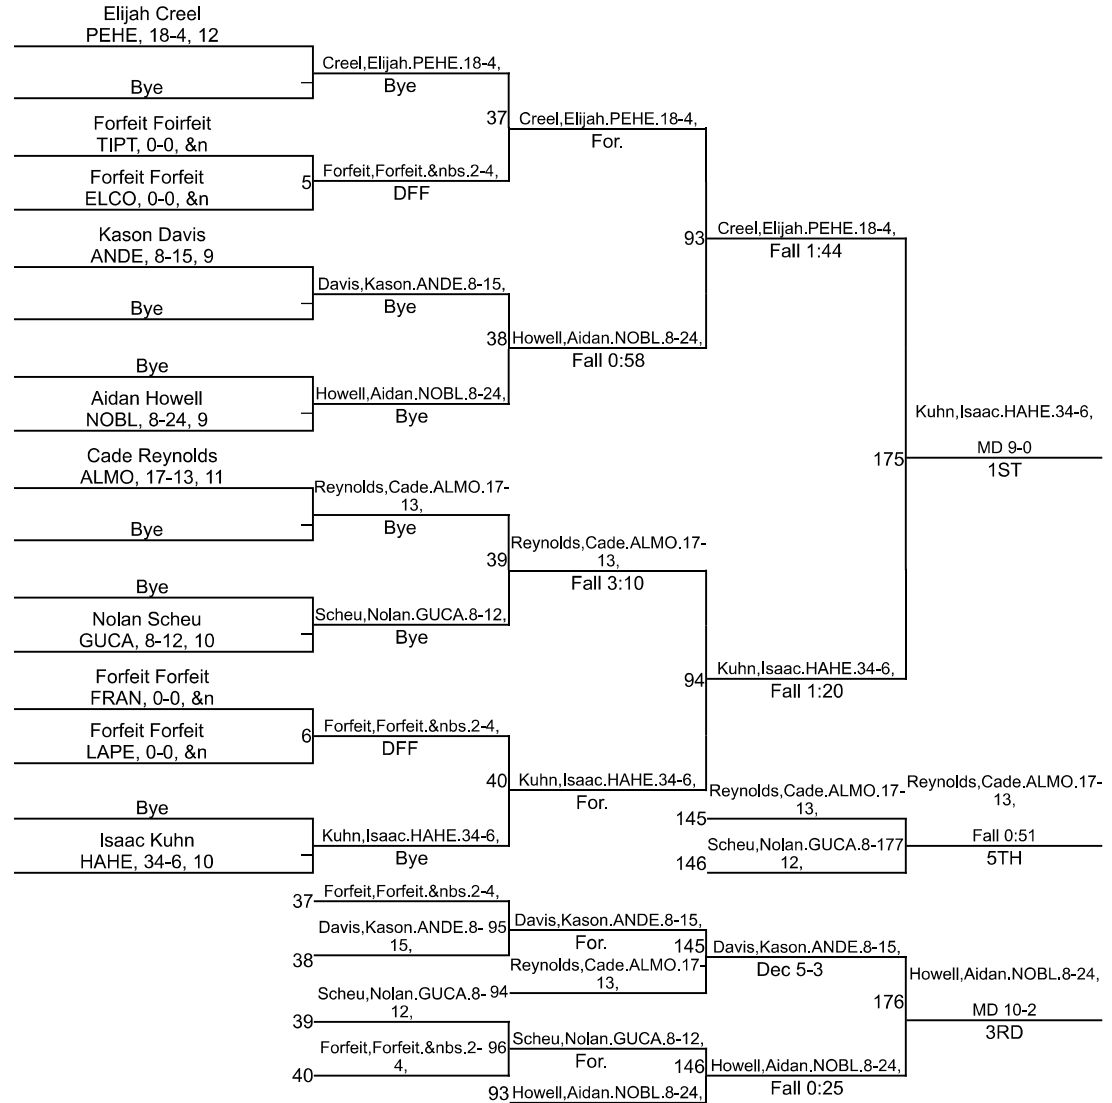 Elijah Creel
PEHE, 18-4, 12
Bye
Creel,Elijah.PEHE.18-4,
Bye
Forfeit Foirfeit
TIPT, 0-0, &n
Forfeit Forfeit
ELCO, 0-0, &n
5
Forfeit,Forfeit.&nbs.2-4,
DFF
37
Creel,Elijah.PEHE.18-4,
For.
Kason Davis
ANDE, 8-15, 9
Bye
Davis,Kason.ANDE.8-15,
Bye
Bye
Aidan Howell
NOBL, 8-24, 9
Howell,Aidan.NOBL.8-24,
Bye
38
Howell,Aidan.NOBL.8-24,
Fall 0:58
93
Creel,Elijah.PEHE.18-4,
Fall 1:44
Cade Reynolds
ALMO, 17-13, 11
Bye
Reynolds,Cade.ALMO.17-
13,
Bye
Bye
Nolan Scheu
GUCA, 8-12, 10
Scheu,Nolan.GUCA.8-12,
Bye
39
Reynolds,Cade.ALMO.17-
13,
Fall 3:10
Forfeit Forfeit
FRAN, 0-0, &n
Forfeit Forfeit
LAPE, 0-0, &n
6
Forfeit,Forfeit.&nbs.2-4,
DFF
Bye
Isaac Kuhn
HAHE, 34-6, 10
Kuhn,Isaac.HAHE.34-6,
Bye
40
Kuhn,Isaac.HAHE.34-6,
For.
94
Kuhn,Isaac.HAHE.34-6,
Fall 1:20
175
Kuhn,Isaac.HAHE.34-6,
MD 9-0
1ST
145
Reynolds,Cade.ALMO.17-
13,
146
Scheu,Nolan.GUCA.8-177
12,
Reynolds,Cade.ALMO.17-
13,
Fall 0:51
5TH
37
Forfeit,Forfeit.&nbs.2-4,
38
Davis,Kason.ANDE.8- 95
15,
Davis,Kason.ANDE.8-15,
For.
94
Reynolds,Cade.ALMO.17-
13,
145
Davis,Kason.ANDE.8-15,
Dec 5-3
39
Scheu,Nolan.GUCA.8-
12,
40
Forfeit,Forfeit.&nbs.2- 96
4,
Scheu,Nolan.GUCA.8-12,
For.
93
Howell,Aidan.NOBL.8-24,
146
Howell,Aidan.NOBL.8-24,
Fall 0:25
176
Howell,Aidan.NOBL.8-24,
MD 10-2
3RD